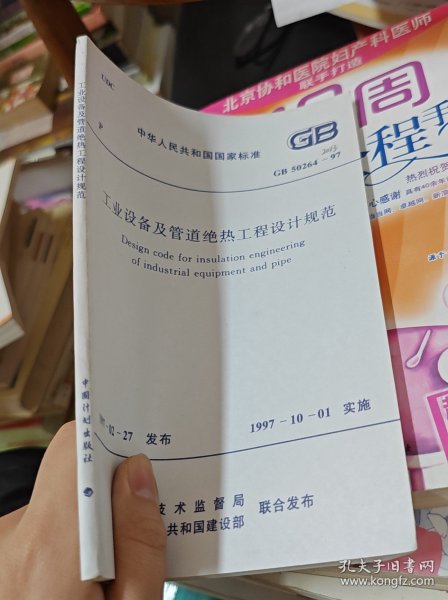 工业设备及管道绝热工程设计规范
中国计划出版社
UDC
P
中华人民共和国国家标准
GB
2013
GB 50264-97
工业设备及管道绝热工程设计规范
Design code for insulation engineering
of industrial equipment and pipe
-02-27 发布
1997-10-01 实施
技术监督局
共和国建设部
联合发布
北京协和医院妇产科医师
联手打造
周
程
热烈祝贺
心感谢
孔夫子旧书网
www.kongfz.com